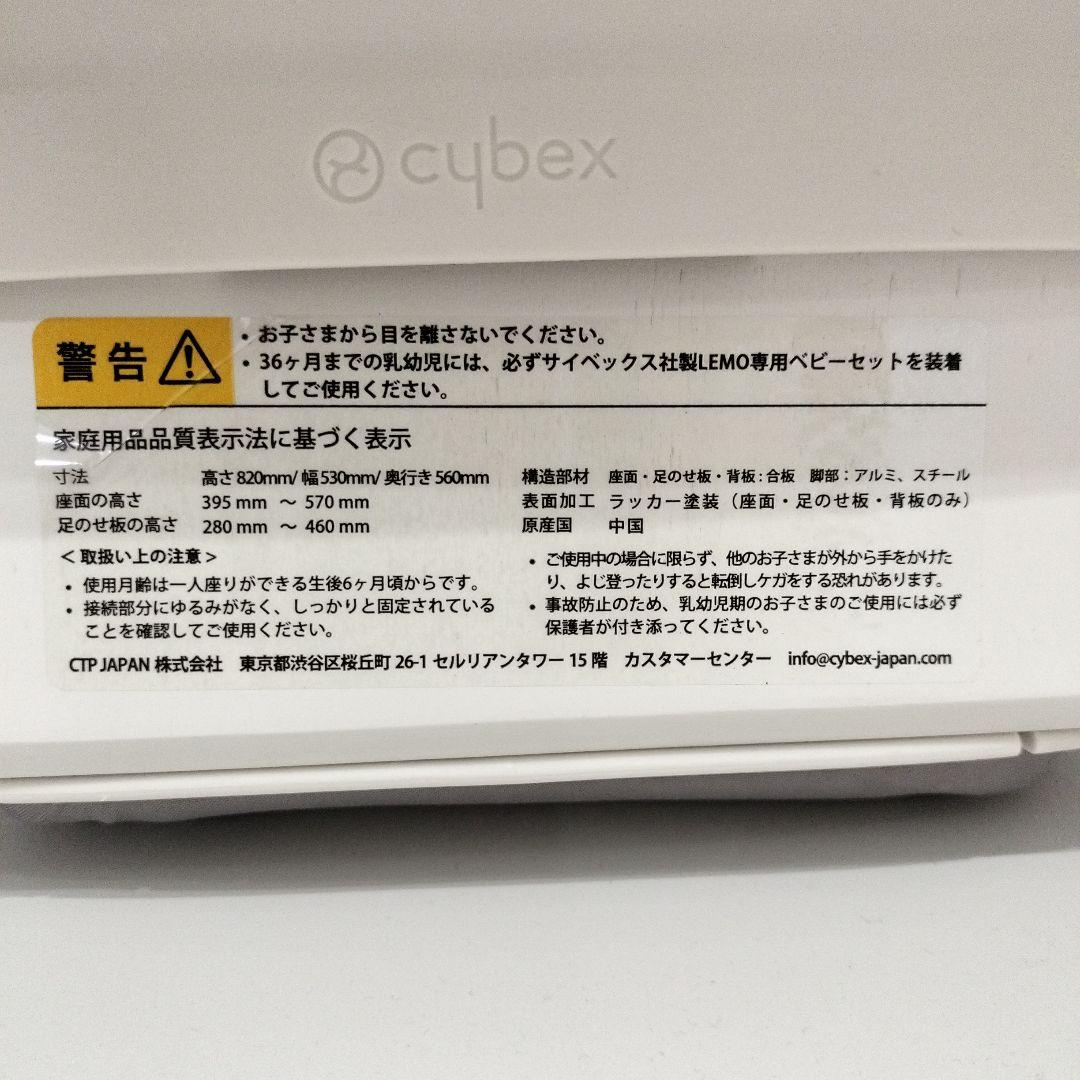 cybex
警告
・お子さまから目を離さないでください。
・36ヶ月までの乳幼児には、必ずサイベックス社製LEMO専用ベビーセットを装着
してご使用ください。
家庭用品品質表示法に基づく表示
寸法 高さ820mm/ 幅530mm/ 奥行き560mm
座面の高さ 395 mm ～ 570 mm
足のせ板の高さ 280 mm ～ 460 mm
構造部材 座面・足のせ板・背板:合板 脚部：アルミ、スチール
表面加工 ラッカー塗装（座面・足のせ板・背板のみ）
原産国 中国
＜取扱い上の注意＞
・使用月齢は一人座りができる生後6ヶ月頃からです。
・接続部分にゆるみがなく、しっかりと固定されている
ことを確認してご使用ください。
・ご使用中の場合に限らず、他のお子さまが外から手をかけた
り、よじ登ったりすると転倒しケガをする恐れがあります。
・事故防止のため、乳幼児期のお子さまのご使用には必ず
保護者が付き添ってください。
CTP JAPAN 株式会社 東京都渋谷区桜丘町 26-1 セルリアンタワー 15 階 カスタマーセンター info@cybex-japan.com